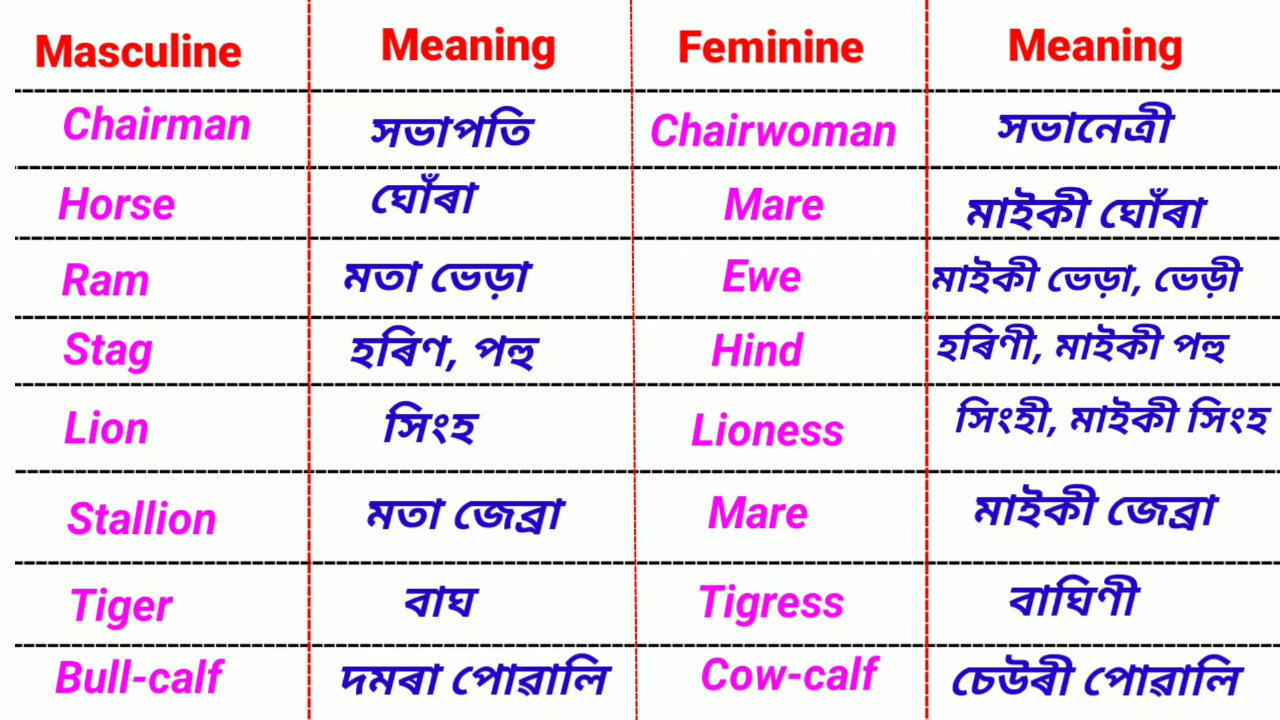 Masculine Meaning Feminine Meaning
Chairman সভাপতি Chairwoman সভানেত্ৰী
Horse ঘোঁৰা Mare মাইকী ঘোঁৰা
Ram মতা ভেড়া Ewe মাইকী ভেড়া, ভেড়ী
Stag হৰিণ, পহু Hind হৰিণী, মাইকী পহু
Lion সিংহ Lioness সিংহী, মাইকী সিংহ
Stallion মতা জেব্ৰা Mare মাইকী জেব্ৰা
Tiger বাঘ Tigress বাঘিণী
Bull-calf দমৰা পোৱালি Cow-calf চেউৰী পোৱালি